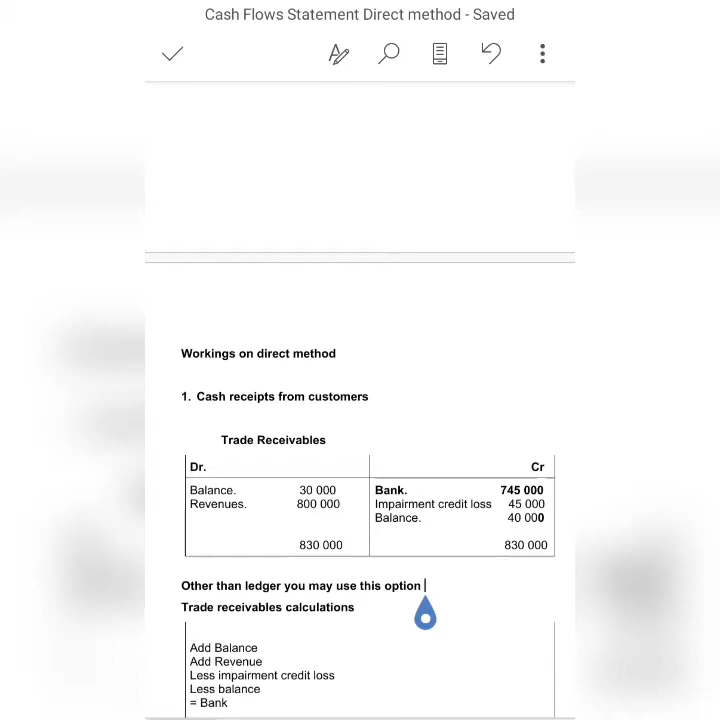 Cash Flows Statement Direct method - Saved
Workings on direct method
1. Cash receipts from customers
Trade Receivables
Dr. Cr
Balance. 30 000 Bank. 745 000
Revenues. 800 000 Impairment credit loss 45 000
Balance. 40 000
830 000 830 000
Other than ledger you may use this option
Trade receivables calculations
Add Balance
Add Revenue
Less impairment credit loss
Less balance
= Bank